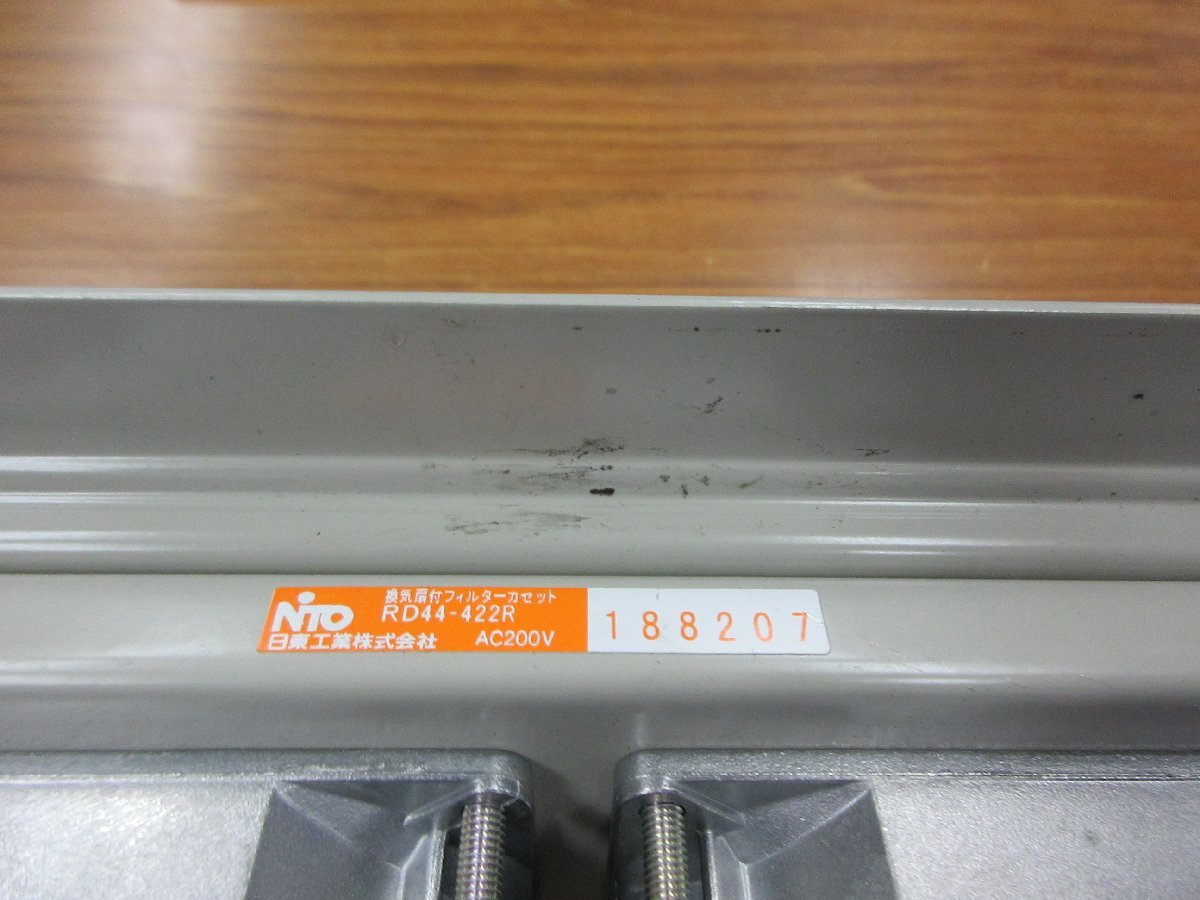 NiTO
換気扇付フィルターカセット
RD44-422R
日東工業株式会社 AC200V
188207